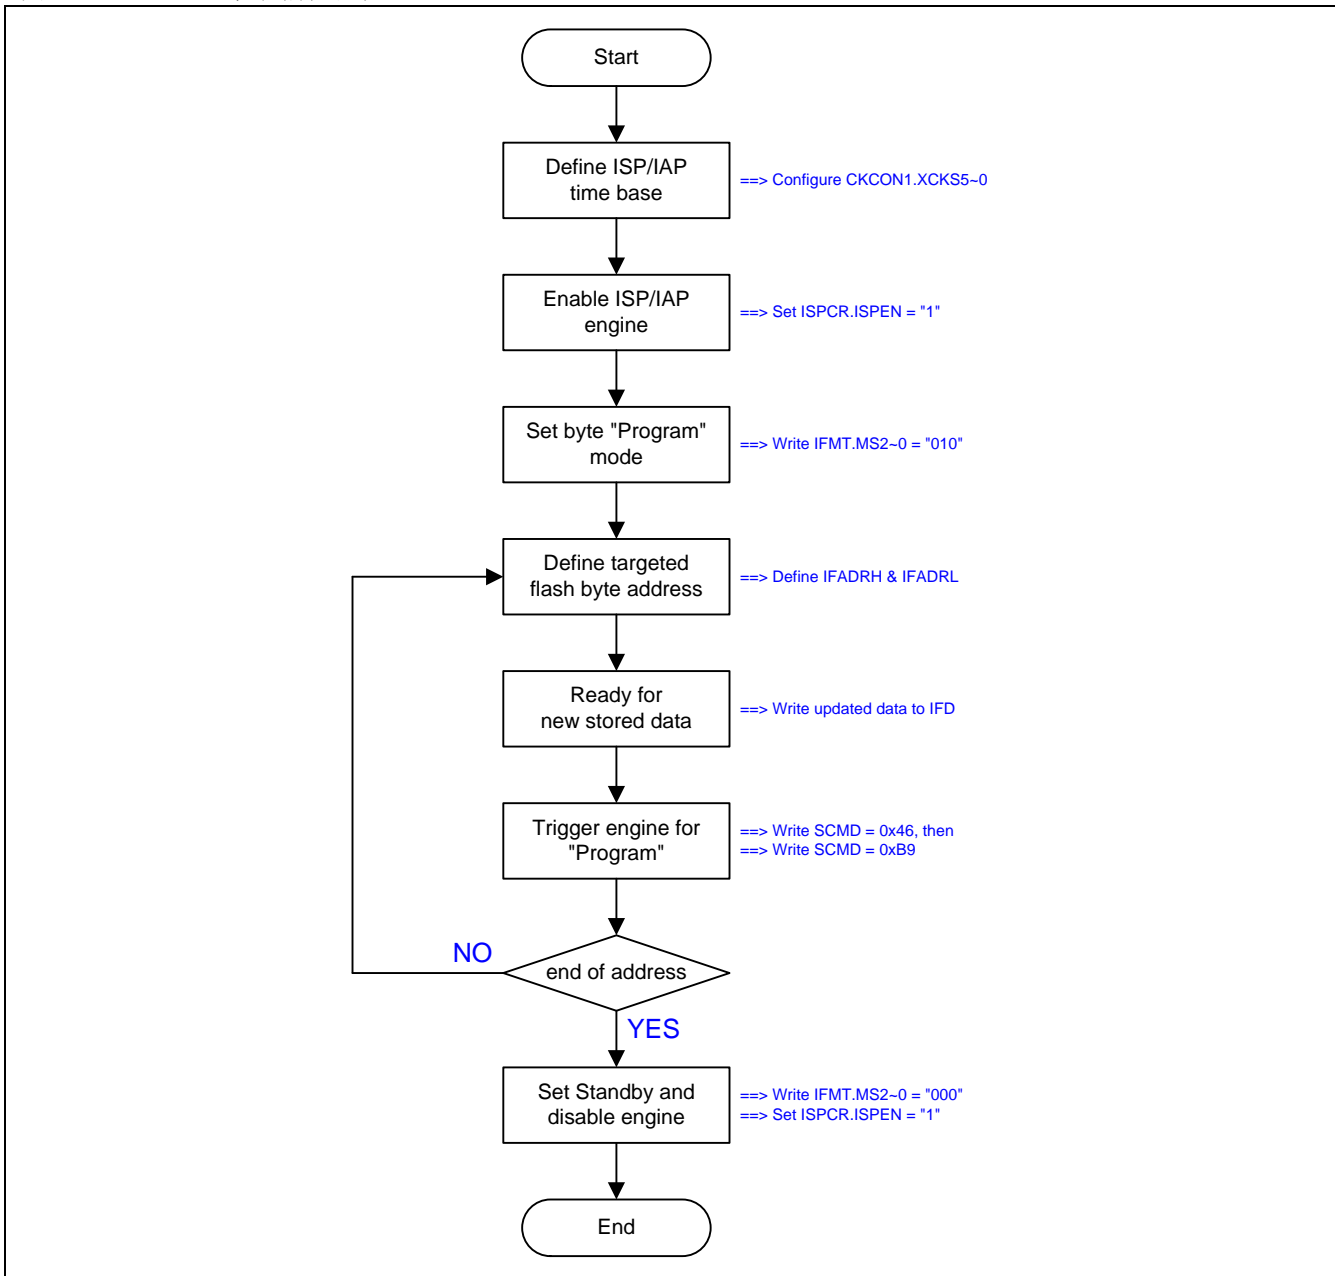 Start
Define ISP/IAP
time base
==> Configure CKCON1.XCKS5~0
Enable ISP/IAP
engine
==> Set ISPCR.ISPEN = "1"
Set byte "Program"
mode
==> Write IFMT.MS2~0 = "010"
Define targeted
flash byte address
==> Define IFADRH & IFADRL
Ready for
new stored data
==> Write updated data to IFD
Trigger engine for
"Program"
==> Write SCMD = 0x46, then
==> Write SCMD = 0xB9
NO
end of address
YES
Set Standby and
disable engine
==> Write IFMT.MS2~0 = "000"
==> Set ISPCR.ISPEN = "1"
End